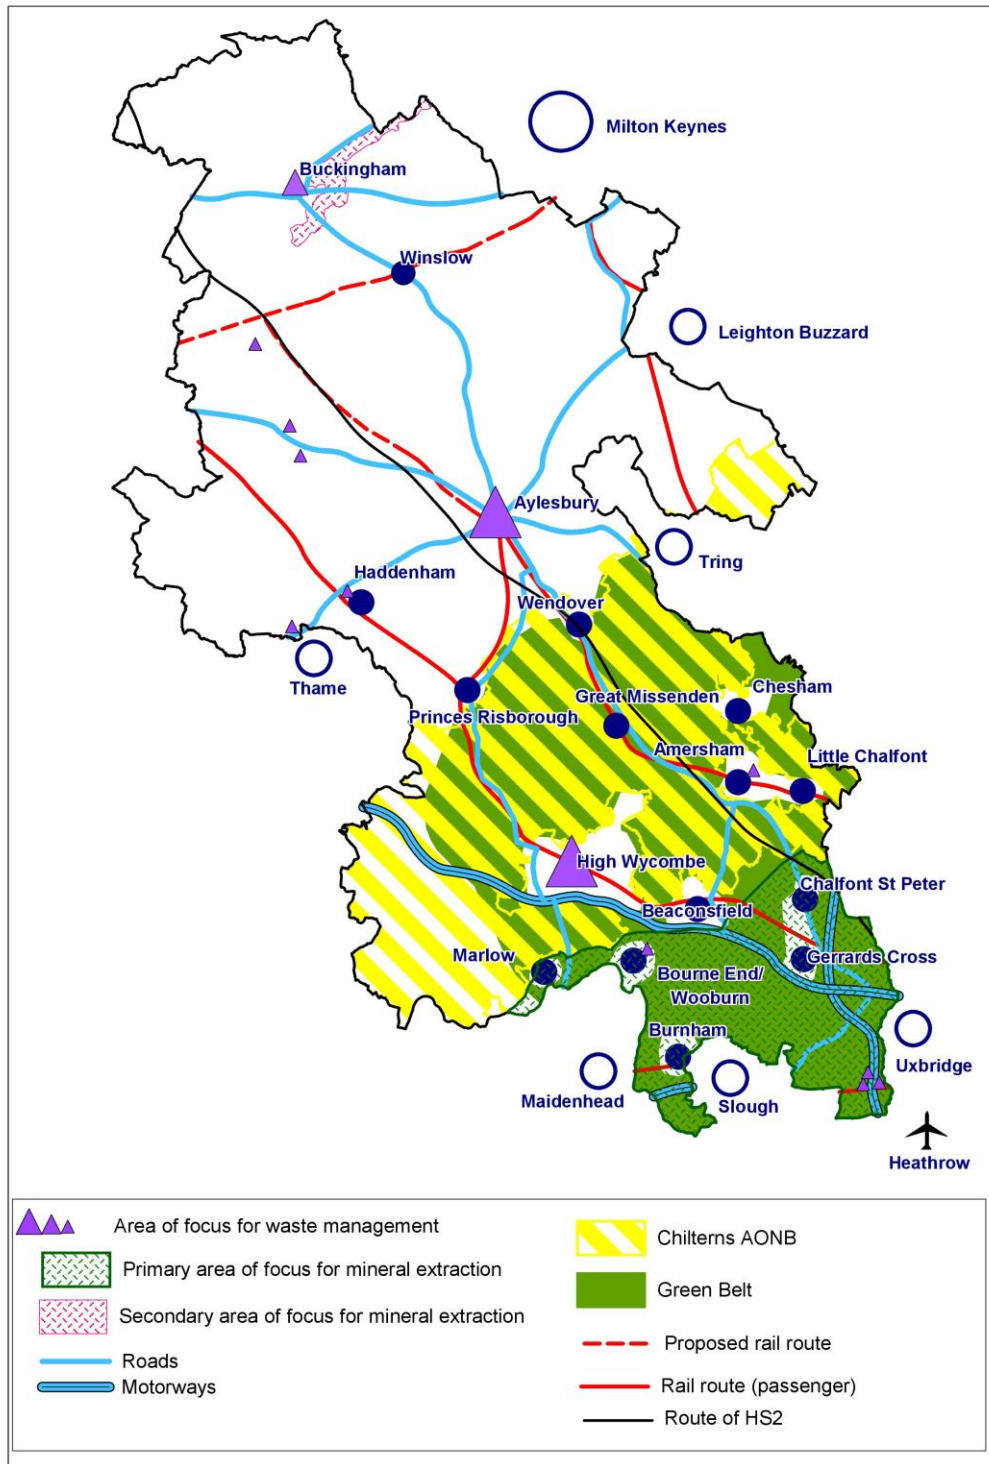 Milton Keynes
Buckingham
Winslow
Leighton Buzzard
Aylesbury
Tring
Haddenham
Wendover
Thame
Great Missenden
Chesham
Princes Risborough
Amersham
Little Chalfont
High Wycombe
Chalfont St Peter
Beaconsfield
Marlow
Gerrards Cross
Bourne End/
Wooburn
Burnham
Uxbridge
Maidenhead
Slough
Heathrow
Area of focus for waste management
Primary area of focus for mineral extraction
Secondary area of focus for mineral extraction
Roads
Motorways
Chilterns AONB
Green Belt
Proposed rail route
Rail route (passenger)
Route of HS2